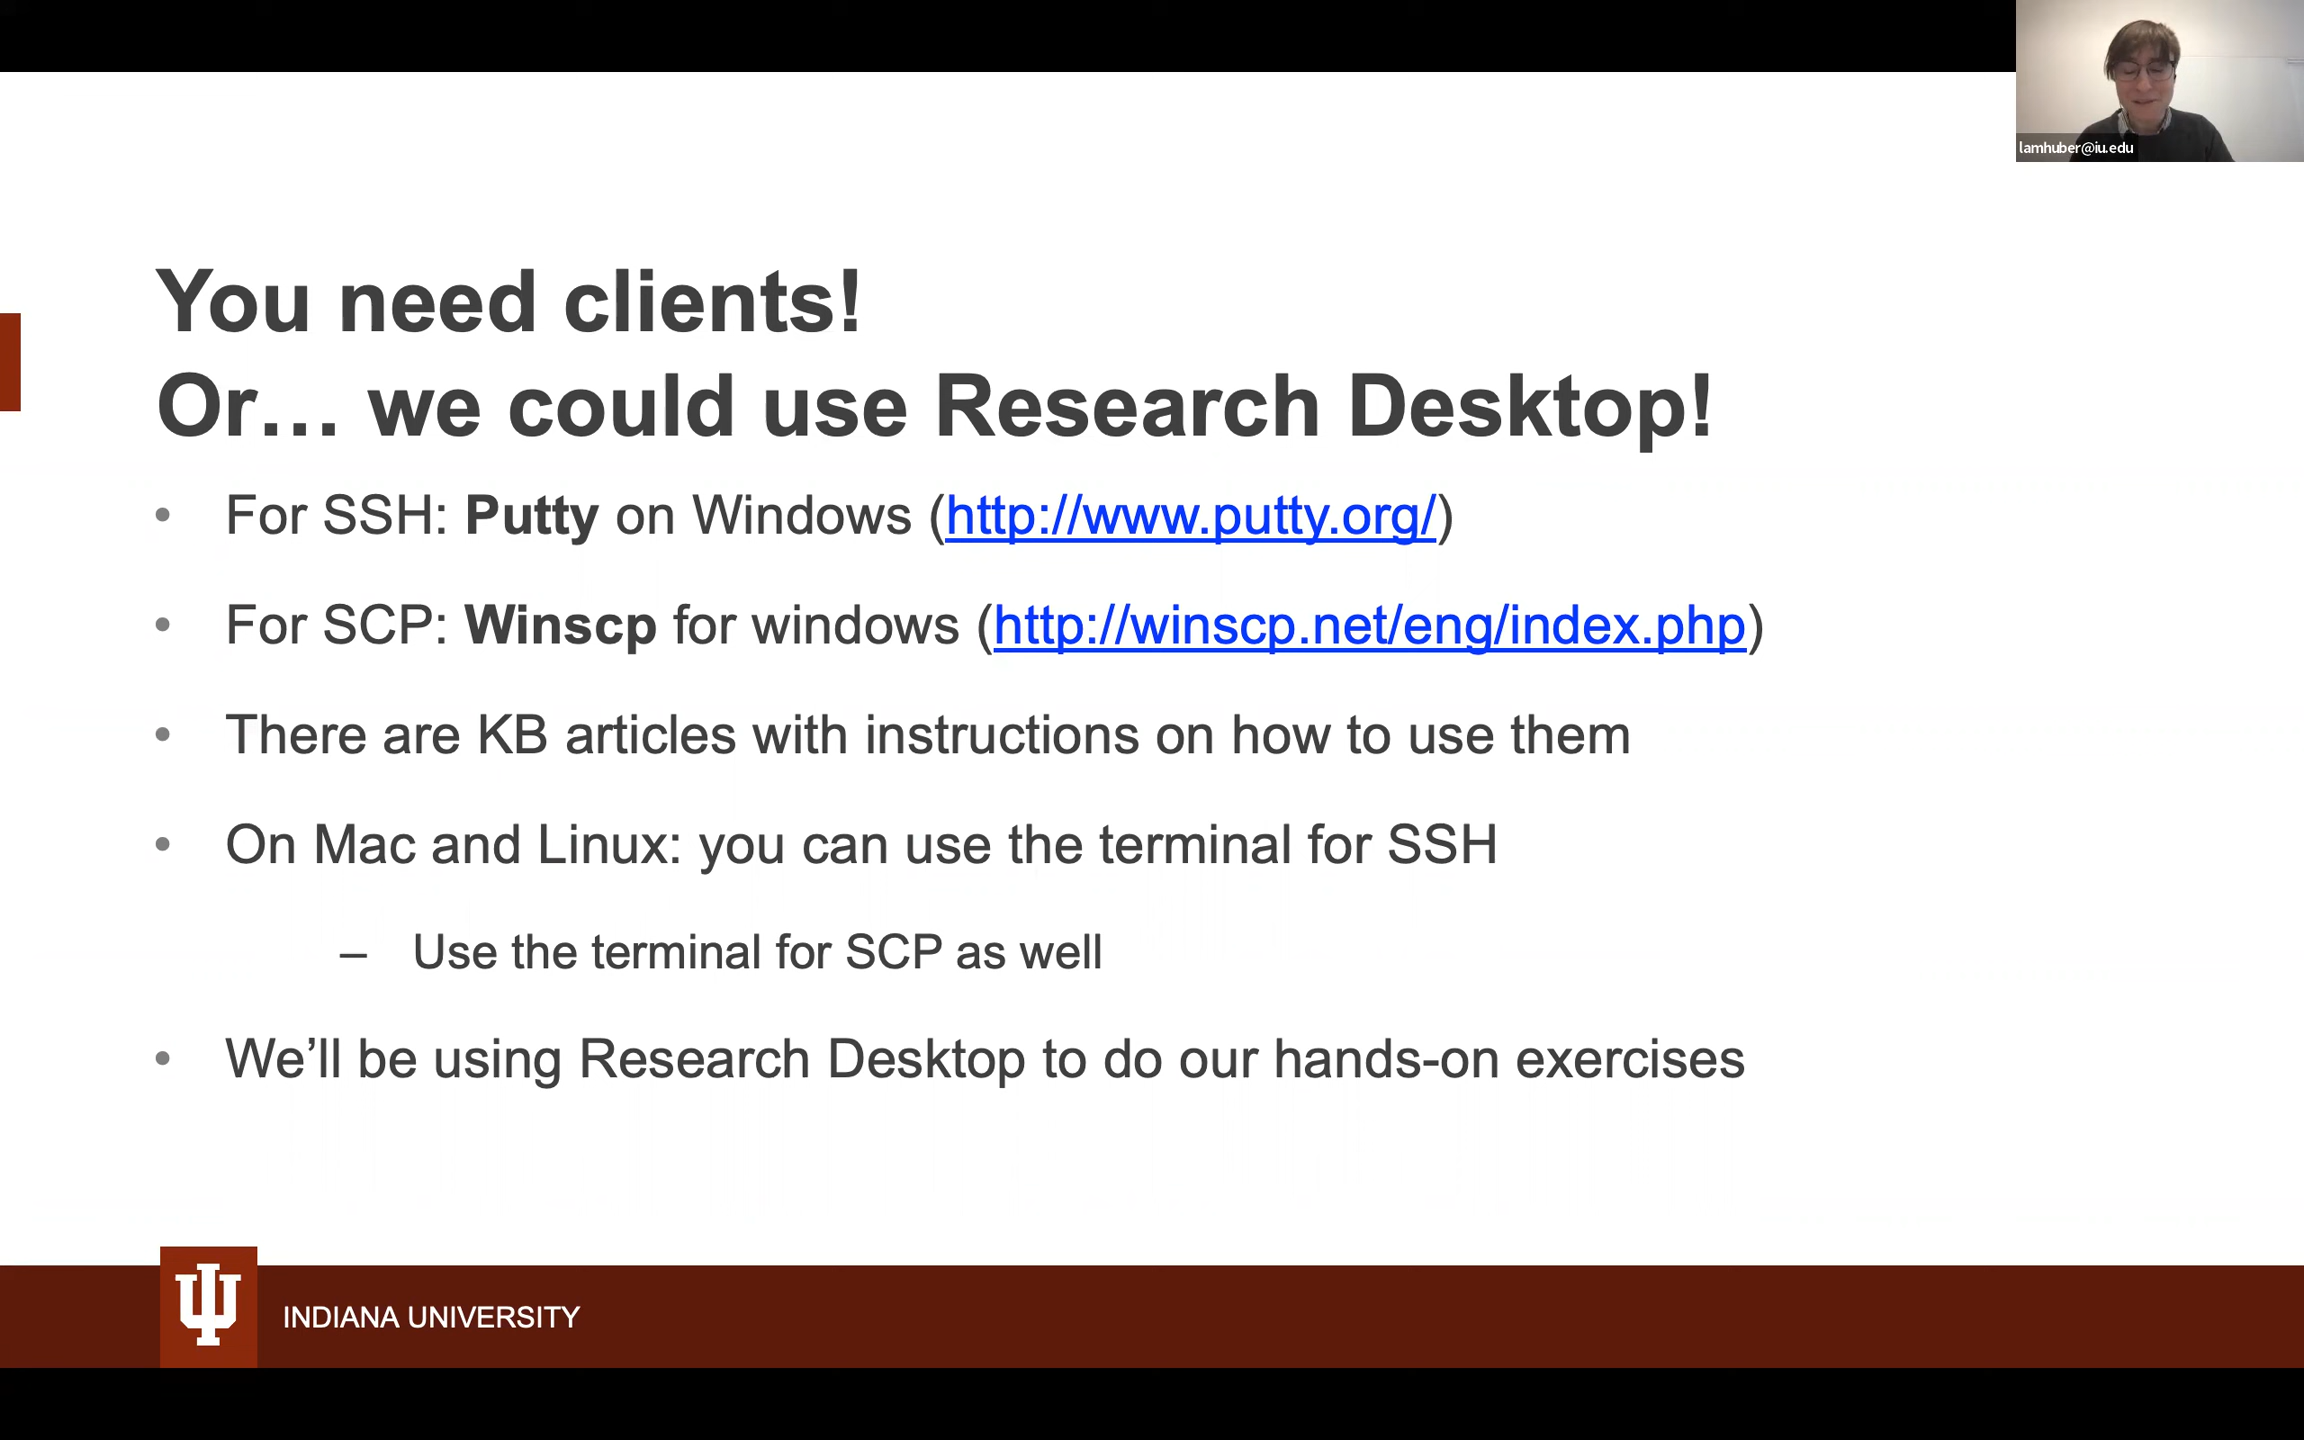 lamhuber@iu.edu
You need clients!
Or… we could use Research Desktop!
• For SSH: Putty on Windows (http://www.putty.org/)
• For SCP: Winscp for windows (http://winscp.net/eng/index.php)
• There are KB articles with instructions on how to use them
• On Mac and Linux: you can use the terminal for SSH
– Use the terminal for SCP as well
• We’ll be using Research Desktop to do our hands-on exercises
INDIANA UNIVERSITY